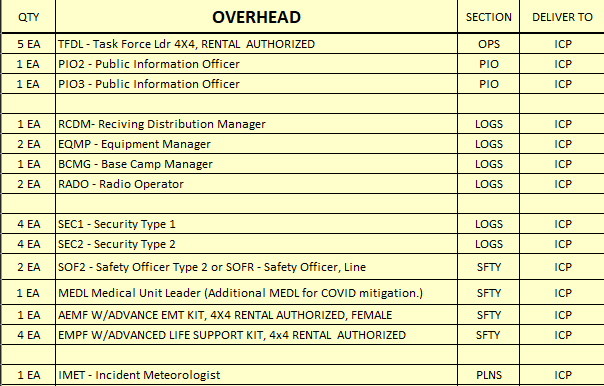 QTY OVERHEAD SECTION DELIVER TO
5 EA TFDL - Task Force Ldr 4X4, RENTAL AUTHORIZED OPS ICP
1 EA PIO2 - Public Information Officer PIO ICP
1 EA PIO3 - Public Information Officer PIO ICP
1 EA RCDM- Reciving Distribution Manager LOGS ICP
2 EA EQMP - Equipment Manager LOGS ICP
1 EA BCMG - Base Camp Manager LOGS ICP
2 EA RADO - Radio Operator LOGS ICP
4 EA SEC1 - Security Type 1 LOGS ICP
4 EA SEC2 - Security Type 2 LOGS ICP
2 EA SOF2 - Safety Officer Type 2 or SOFR - Safety Officer, Line SFTY ICP
1 EA MEDL Medical Unit Leader (Additional MEDL for COVID mitigation.) SFTY ICP
1 EA AEMF W/ADVANCE EMT KIT, 4X4 RENTAL AUTHORIZED, FEMALE SFTY ICP
4 EA EMPF W/ADVANCED LIFE SUPPORT KIT, 4x4 RENTAL AUTHORIZED SFTY ICP
1 EA IMET - Incident Meteorologist PLNS ICP